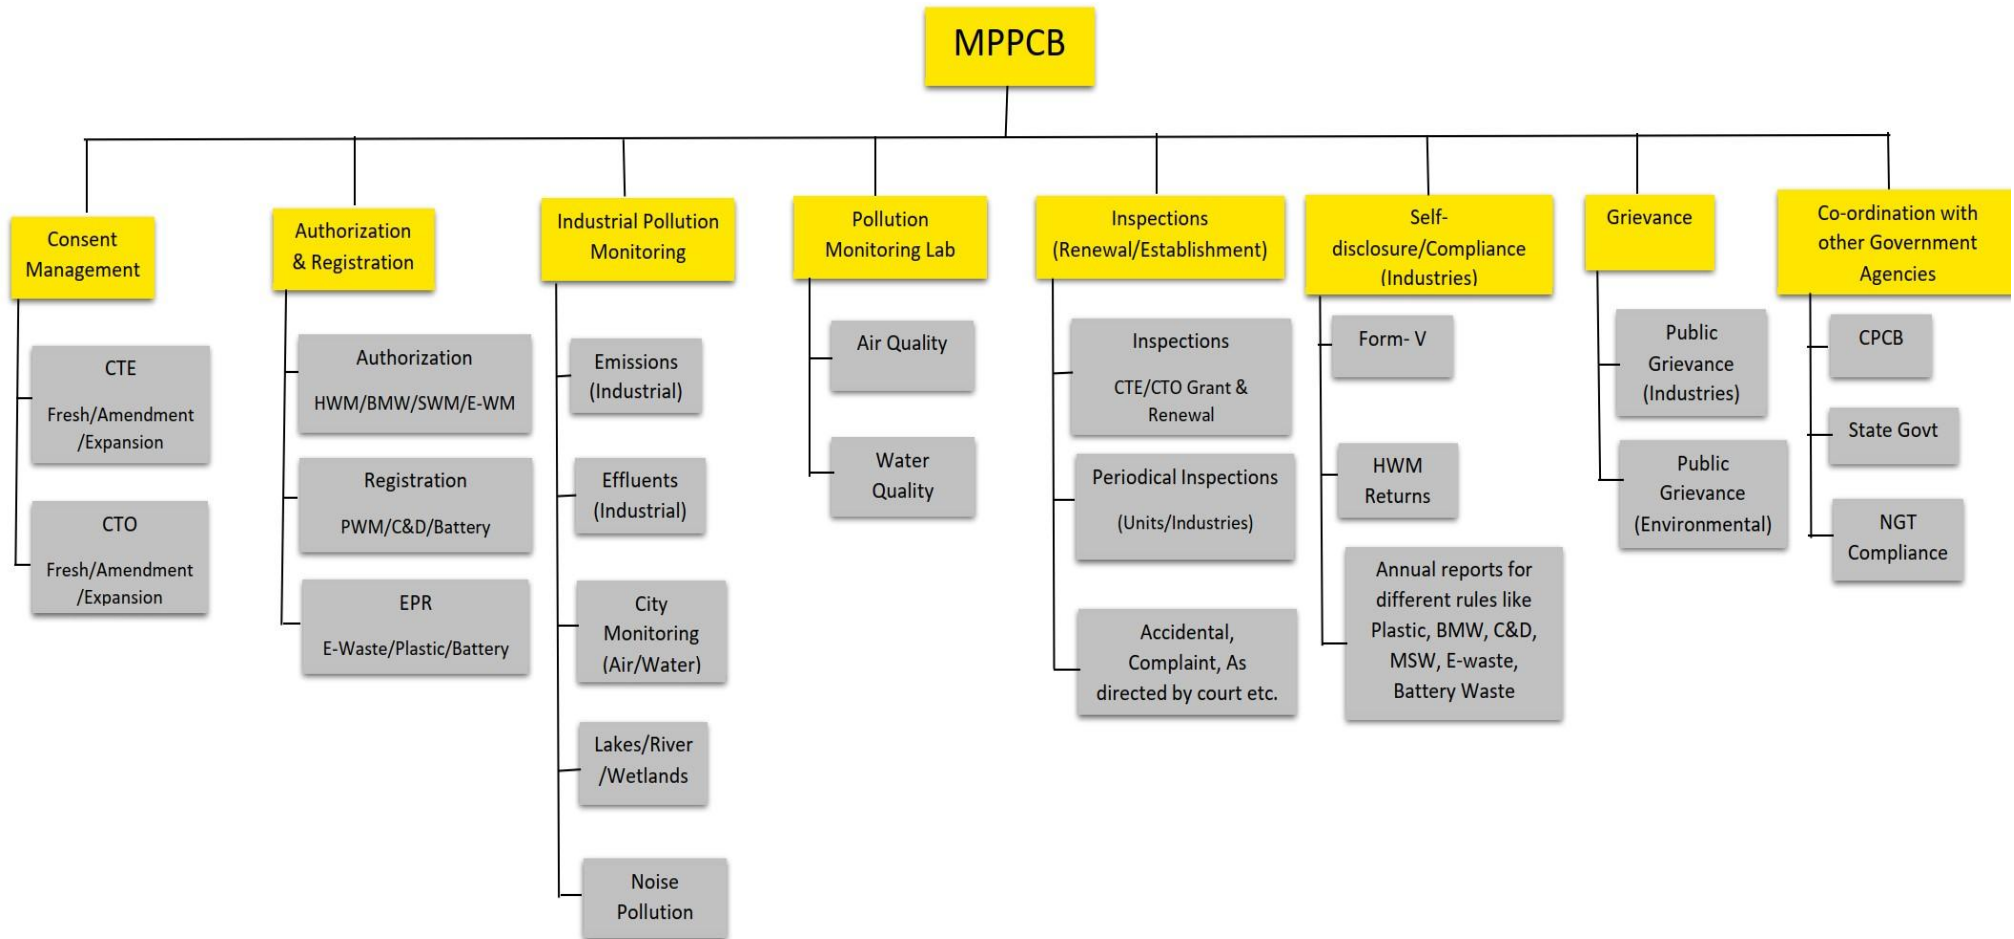 MPPCB
Consent
Management
CTE
Fresh/Amendment
/Expansion
CTO
Fresh/Amendment
/Expansion
Authorization
& Registration
Authorization
HWM/BMW/SWM/E-WM
Registration
PWM/C&D/Battery
EPR
E-Waste/Plastic/Battery
Industrial Pollution
Monitoring
Emissions
(Industrial)
Effluents
(Industrial)
City
Monitoring
(Air/Water)
Lakes/River
/Wetlands
Noise
Pollution
Pollution
Monitoring Lab
Air Quality
Water
Quality
Inspections
(Renewal/Establishment)
Inspections
CTE/CTO Grant &
Renewal
Periodical Inspections
(Units/Industries)
Accidental,
Complaint, As
directed by court etc.
Self-
disclosure/Compliance
(Industries)
Form- V
HWM
Returns
Annual reports for
different rules like
Plastic, BMW, C&D,
MSW, E-waste,
Battery Waste
Grievance
Public
Grievance
(Industries)
Public
Grievance
(Environmental)
Co-ordination with
other Government
Agencies
CPCB
State Govt
NGT
Compliance